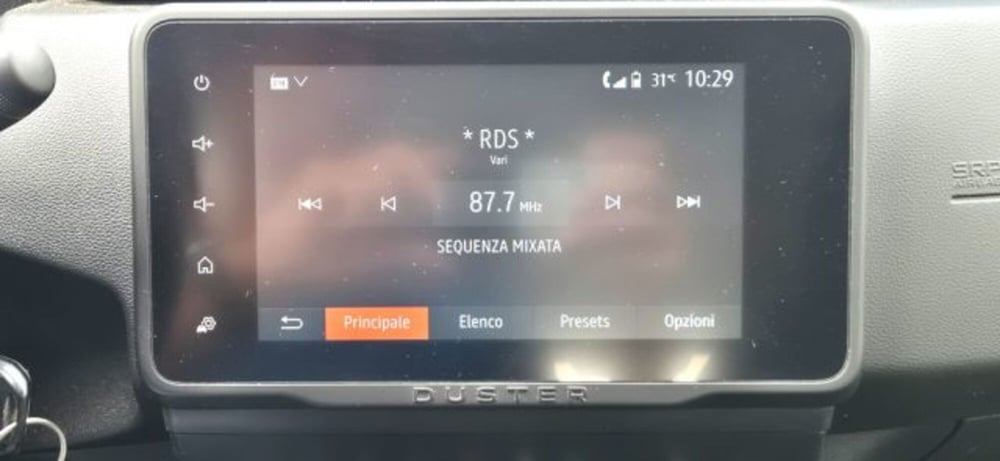 31°C 10:29
* RDS *
Vari
87.7 MHz
SEQUENZA MIXATA
Principale Elenco Presets Opzioni
DUSTER